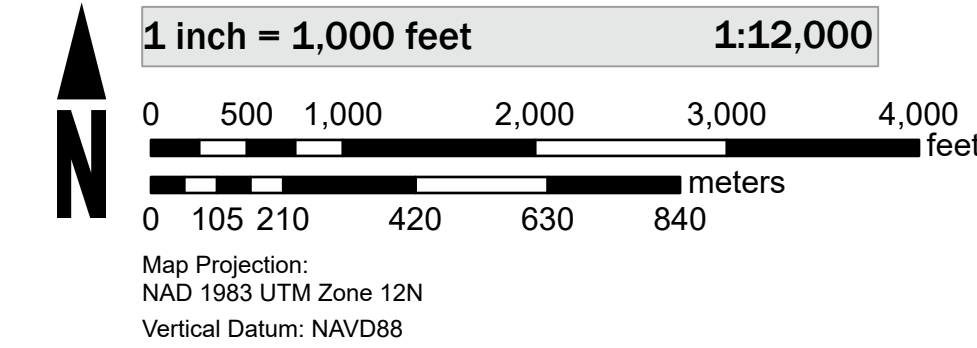 N
1 inch = 1,000 feet 1:12,000
0 500 1,000 2,000 3,000 4,000
feet
meters
0 105 210 420 630 840
Map Projection:
NAD 1983 UTM Zone 12N
Vertical Datum: NAVD88